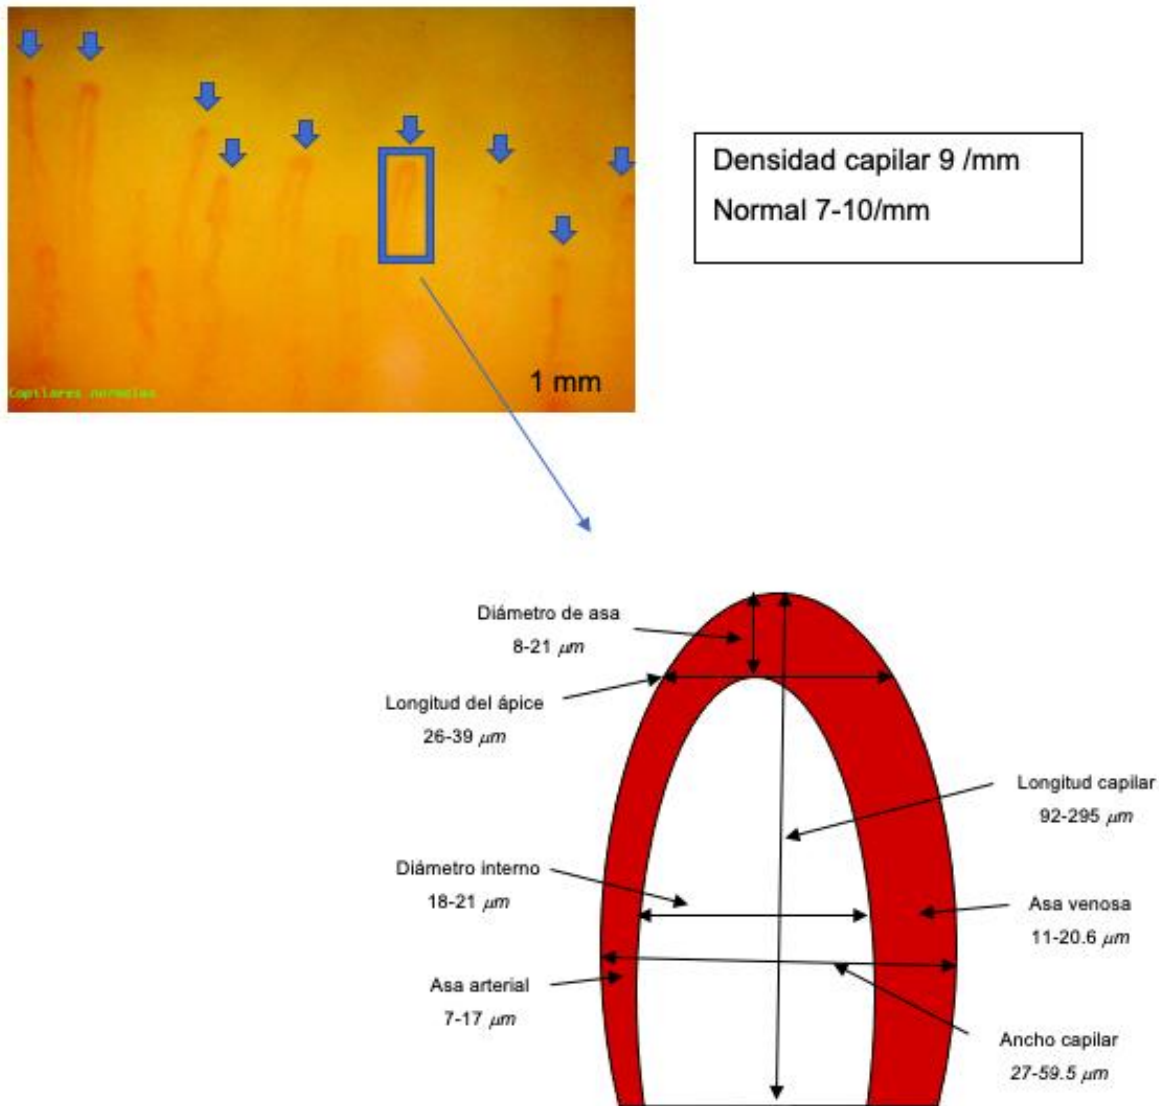 Densidad capilar 9 /mm
Normal 7-10/mm
1 mm
Capilares normales
Diámetro de asa
8-21 μm
Longitud del ápice
26-39 μm
Longitud capilar
92-295 μm
Diámetro interno
18-21 μm
Asa venosa
11-20.6 μm
Asa arterial
7-17 μm
Ancho capilar
27-59.5 μm